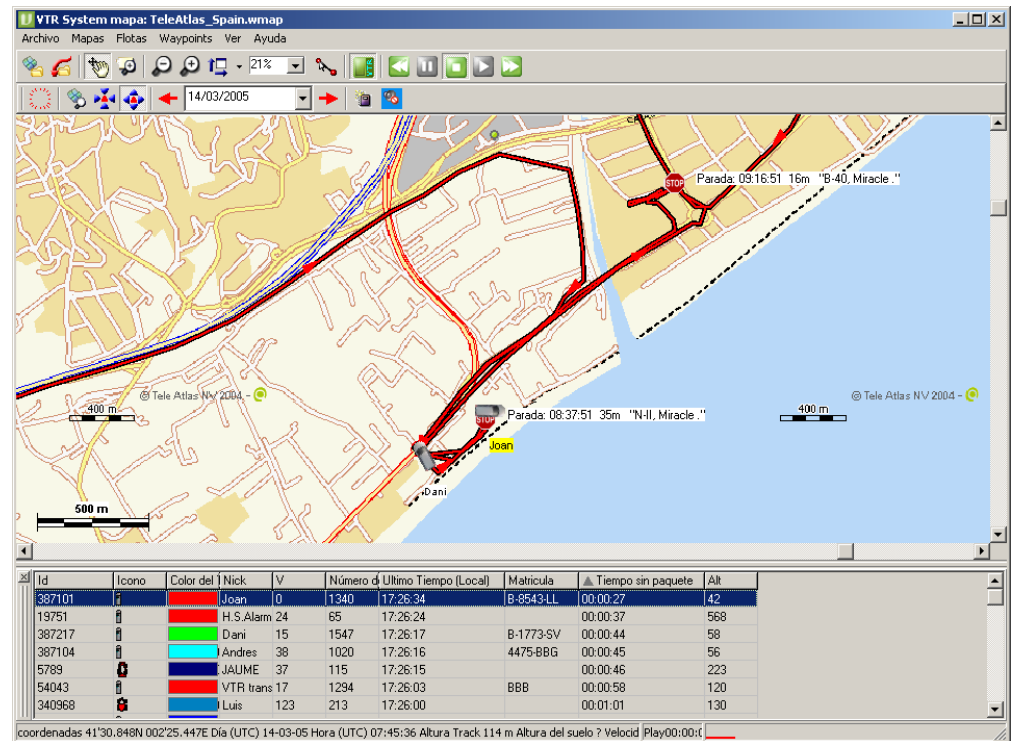 VTR System mapa: TeleAtlas_Spain.wmap
Archivo Mapas Flotas Waypoints Ver Ayuda
21%
14/03/2005
STOP Parada: 09:16:51 16m "B-40, Miracle ."
© Tele Atlas NV 2004 -
© Tele Atlas NV 2004 -
400 m
400 m
STOP Parada: 08:37:51 35m "N-II, Miracle ."
Joan
Dani
500 m
Id Icono Color del Nick V Número d Ultimo Tiempo (Local) Matricula Tiempo sin paquete Alt
387101 Joan 0 1340 17:26:34 B-8543-LL 00:00:27 42
19751 H.S.Alarm 24 65 17:26:24 00:00:37 568
387217 Dani 15 1547 17:26:17 B-1773-SV 00:00:44 58
387104 Andres 38 1020 17:26:16 4475-BBG 00:00:45 56
5789 JAUME 37 115 17:26:15 00:00:46 223
54043 VTR trans 17 1294 17:26:03 BBB 00:00:58 120
340968 Luis 123 213 17:26:00 00:01:01 130
coordenadas 41'30.848N 002'25.447E Día (UTC) 14-03-05 Hora (UTC) 07:45:36 Altura Track 114 m Altura del suelo ? Velocid Play00:00:(